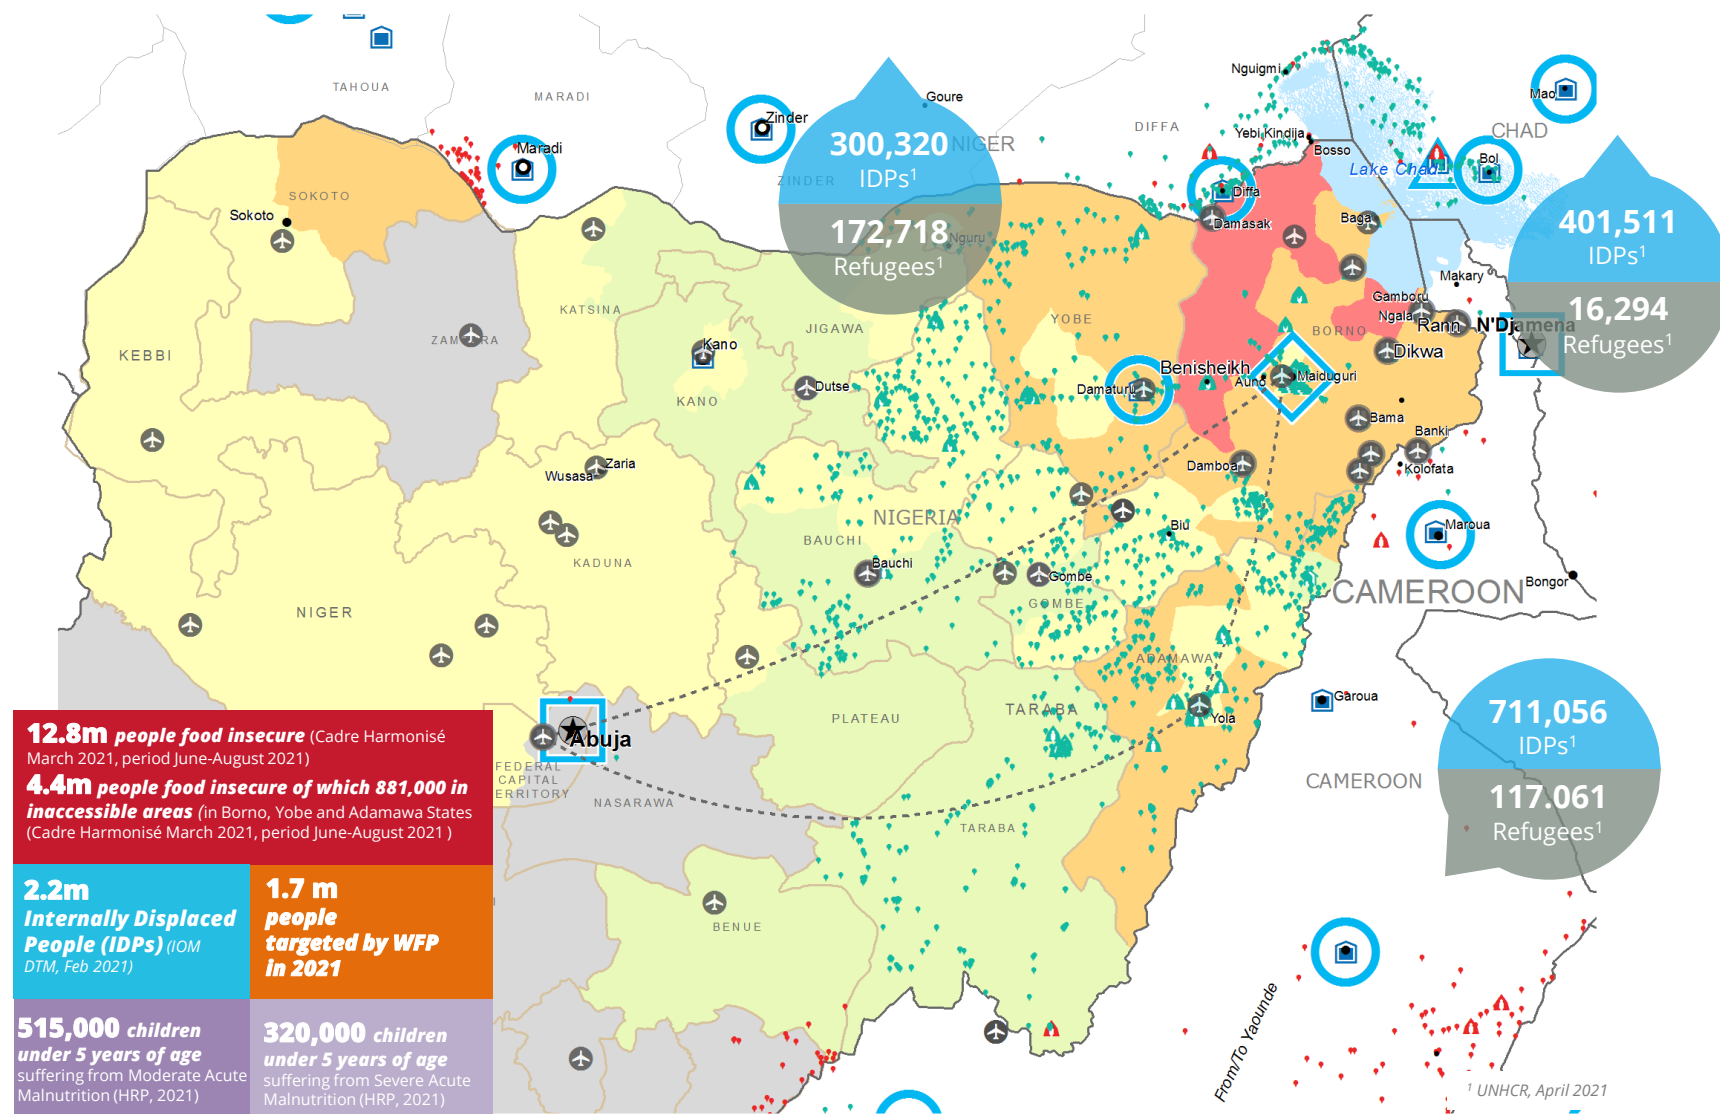 TAHOUA
MARADI
Maradi
Zinder
ZINDER
Goure
NIGER
DIFFA
Nguigmi
Yebi Kindija
Bosso
Lake Chad
CHAD
Mao
Bol
300,320
IDPs¹
172,718
Refugees¹
Nguru
Diffa
Damasak
Baga
401,511
IDPs¹
16,294
Refugees¹
SOKOTO
Sokoto
KEBBI
ZAMFARA
KATSINA
Kano
KANO
JIGAWA
Dutse
YOBE
BORNO
Makary
Gamboru
Ngala
Rann
N'Djamena
Dikwa
Benisheikh
Damaturu
Auno
Maiduguri
Bama
Banki
Kolofata
Damboa
Wusasa
Zaria
KADUNA
NIGERIA
BAUCHI
Bauchi
Biu
Gombe
GOMBE
Maroua
CAMEROON
Bongor
NIGER
ADAMAWA
Yola
PLATEAU
TARABA
Garoua
CAMEROON
711,056
IDPs¹
117.061
Refugees¹
Abuja
FEDERAL
CAPITAL
ERRITORY
NASARAWA
TARABA
BENUE
12.8m people food insecure (Cadre Harmonisé
March 2021, period June-August 2021)
4.4m people food insecure of which 881,000 in
inaccessible areas (in Borno, Yobe and Adamawa States
(Cadre Harmonisé March 2021, period June-August 2021 )
2.2m
Internally Displaced
People (IDPs) (IOM
DTM, Feb 2021)
1.7 m
people
targeted by WFP
in 2021
515,000 children
under 5 years of age
suffering from Moderate Acute
Malnutrition (HRP, 2021)
320,000 children
under 5 years of age
suffering from Severe Acute
Malnutrition (HRP, 2021)
From/To Yaounde
¹ UNHCR, April 2021